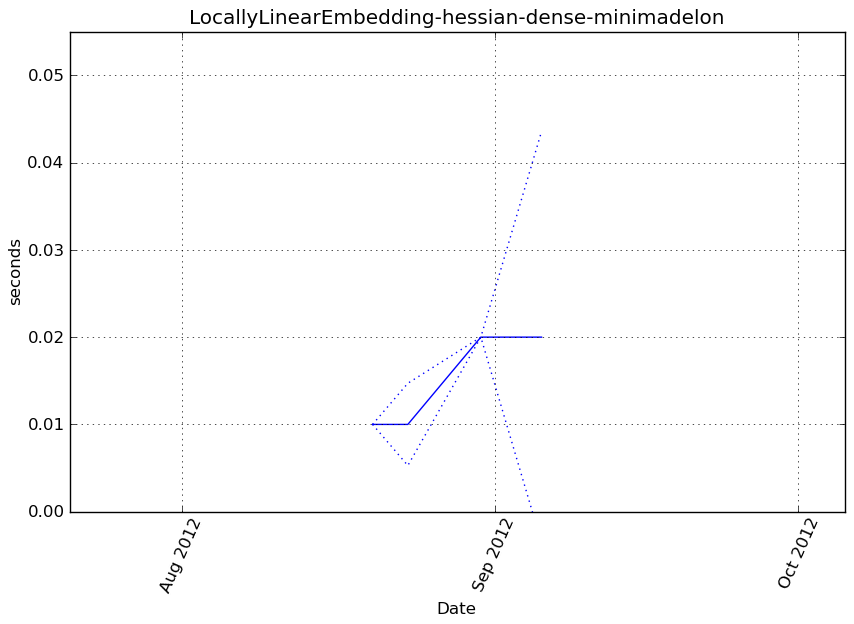 LocallyLinearEmbedding-hessian-dense-minimadelon
0.05
0.04
0.03
0.02
0.01
0.00
seconds
Aug 2012
Sep 2012
Oct 2012
Date